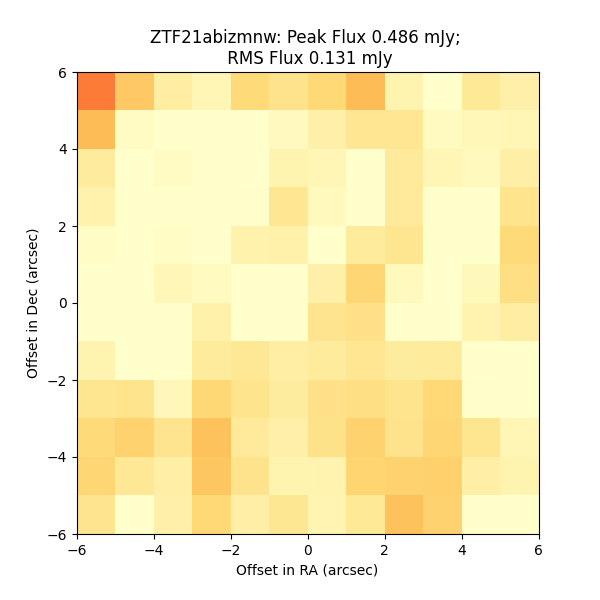 ZTF21abizmnw: Peak Flux 0.486 mJy;
RMS Flux 0.131 mJy
6
4
2
0
−2
−4
−6
Offset in Dec (arcsec)
−6 −4 −2 0 2 4 6
Offset in RA (arcsec)